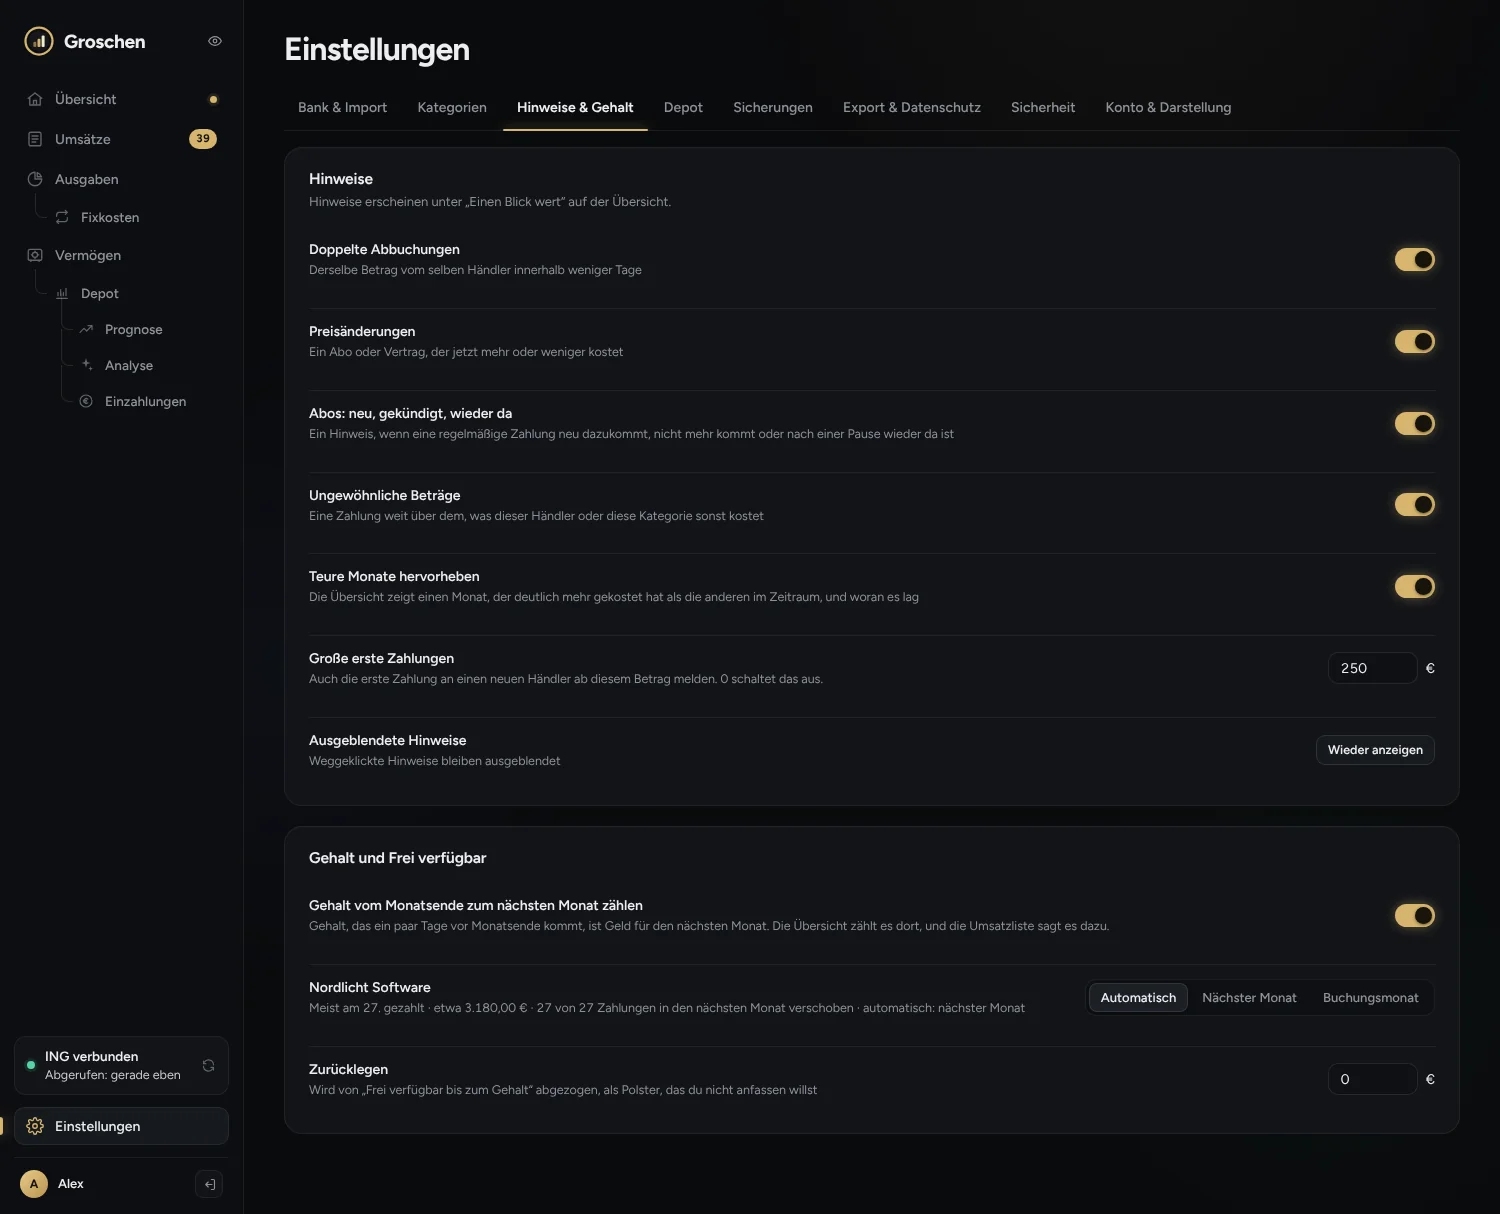 Groschen
Übersicht
Umsätze
39
Ausgaben
Fixkosten
Vermögen
Depot
Prognose
Analyse
Einzahlungen
ING verbunden
Abgerufen: gerade eben
Einstellungen
A
Alex
Einstellungen
Bank & Import
Kategorien
Hinweise & Gehalt
Depot
Sicherungen
Export & Datenschutz
Sicherheit
Konto & Darstellung
Hinweise
Hinweise erscheinen unter „Einen Blick wert“ auf der Übersicht.
Doppelte Abbuchungen
Derselbe Betrag vom selben Händler innerhalb weniger Tage
Preisänderungen
Ein Abo oder Vertrag, der jetzt mehr oder weniger kostet
Abos: neu, gekündigt, wieder da
Ein Hinweis, wenn eine regelmäßige Zahlung neu dazukommt, nicht mehr kommt oder nach einer Pause wieder da ist
Ungewöhnliche Beträge
Eine Zahlung weit über dem, was dieser Händler oder diese Kategorie sonst kostet
Teure Monate hervorheben
Die Übersicht zeigt einen Monat, der deutlich mehr gekostet hat als die anderen im Zeitraum, und woran es lag
Große erste Zahlungen
Auch die erste Zahlung an einen neuen Händler ab diesem Betrag melden. 0 schaltet das aus.
250 €
Ausgeblendete Hinweise
Weggeklickte Hinweise bleiben ausgeblendet
Wieder anzeigen
Gehalt und Frei verfügbar
Gehalt vom Monatsende zum nächsten Monat zählen
Gehalt, das ein paar Tage vor Monatsende kommt, ist Geld für den nächsten Monat. Die Übersicht zählt es dort, und die Umsatzliste sagt es dazu.
Nordlicht Software
Meist am 27. gezahlt · etwa 3.180,00 € · 27 von 27 Zahlungen in den nächsten Monat verschoben · automatisch: nächster Monat
Automatisch
Nächster Monat
Buchungsmonat
Zurücklegen
Wird von „Frei verfügbar bis zum Gehalt“ abgezogen, als Polster, das du nicht anfassen willst
0 €